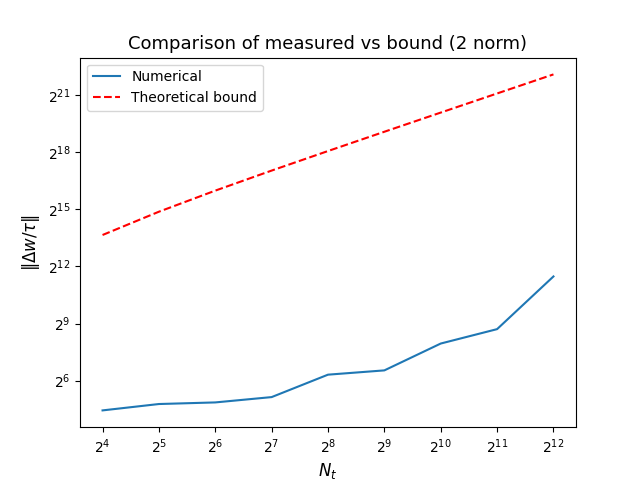 Comparison of measured vs bound (2 norm)
Numerical
Theoretical bound
2^21
2^18
2^15
2^12
2^9
2^6
‖Δw/τ‖
2^4 2^5 2^6 2^7 2^8 2^9 2^10 2^11 2^12
N_t